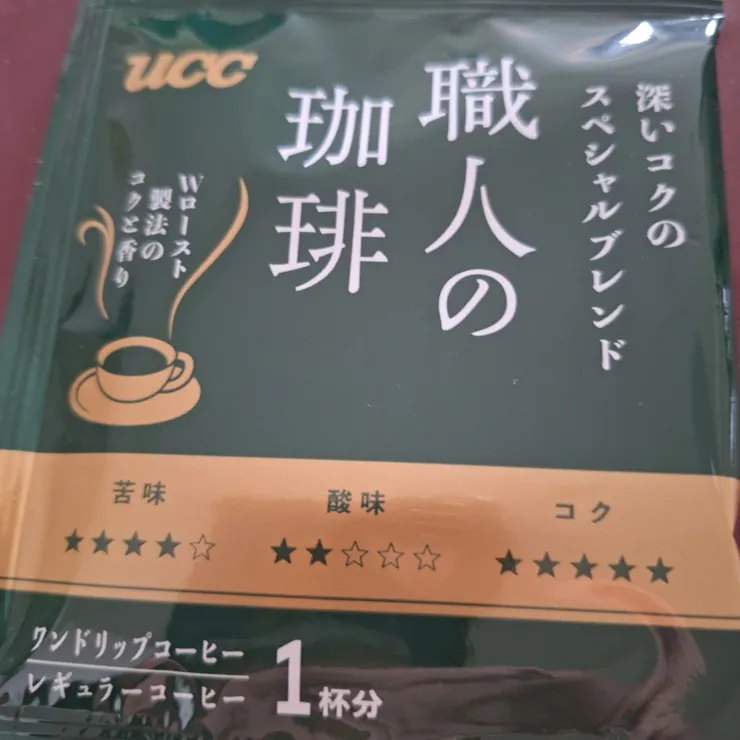 UCC
深いコクの
スペシャルブレンド
職人の
珈琲
Wロースト
製法の
コクと香り
苦味
★★★★☆
酸味
★★☆☆☆
コク
★★★★★
ワンドリップコーヒー
レギュラーコーヒー
1杯分